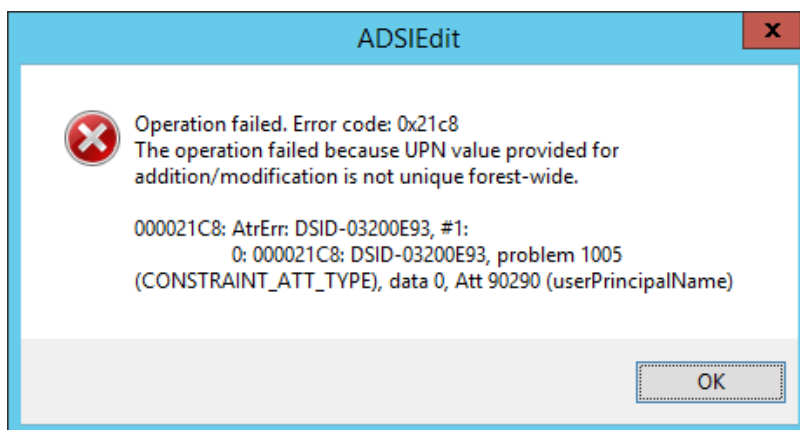 ADSIEdit
x
Operation failed. Error code: 0x21c8
The operation failed because UPN value provided for
addition/modification is not unique forest-wide.
000021C8: AtrErr: DSID-03200E93, #1:
0: 000021C8: DSID-03200E93, problem 1005
(CONSTRAINT_ATT_TYPE), data 0, Att 90290 (userPrincipalName)
OK